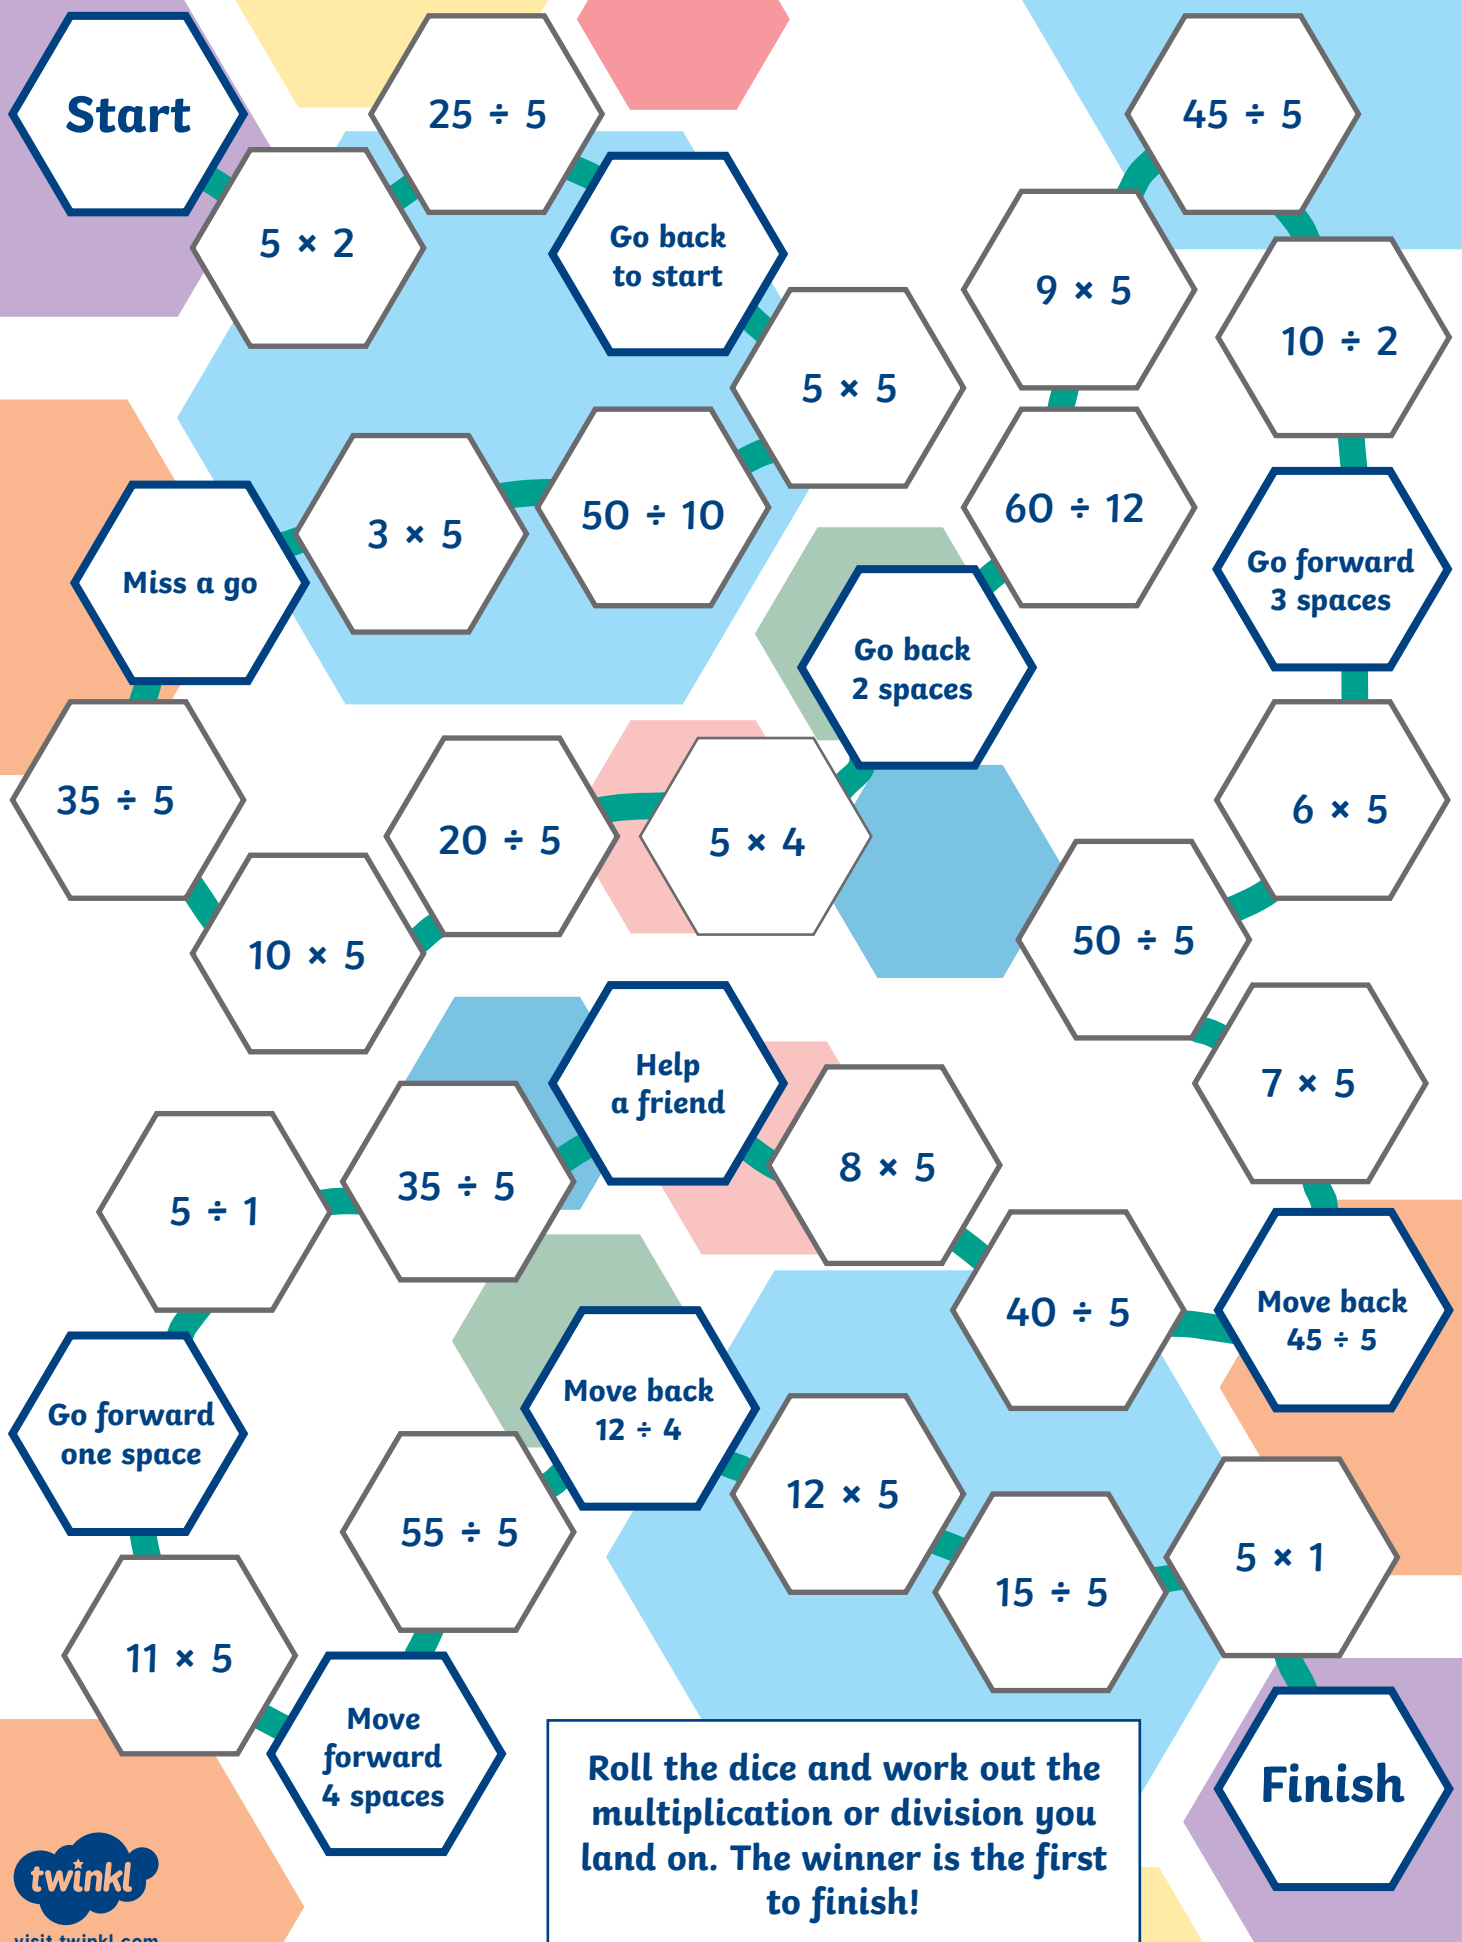 Start
5 × 2
25 ÷ 5
Go back
to start
5 × 5
50 ÷ 10
3 × 5
Miss a go
35 ÷ 5
10 × 5
20 ÷ 5
5 × 4
Go back
2 spaces
60 ÷ 12
9 × 5
45 ÷ 5
10 ÷ 2
Go forward
3 spaces
6 × 5
50 ÷ 5
7 × 5
Move back
45 ÷ 5
40 ÷ 5
8 × 5
Help
a friend
35 ÷ 5
5 ÷ 1
Go forward
one space
11 × 5
Move
forward
4 spaces
55 ÷ 5
Move back
12 ÷ 4
12 × 5
15 ÷ 5
5 × 1
Finish
Roll the dice and work out the
multiplication or division you
land on. The winner is the first
to finish!
twinkl
visit twinkl.com